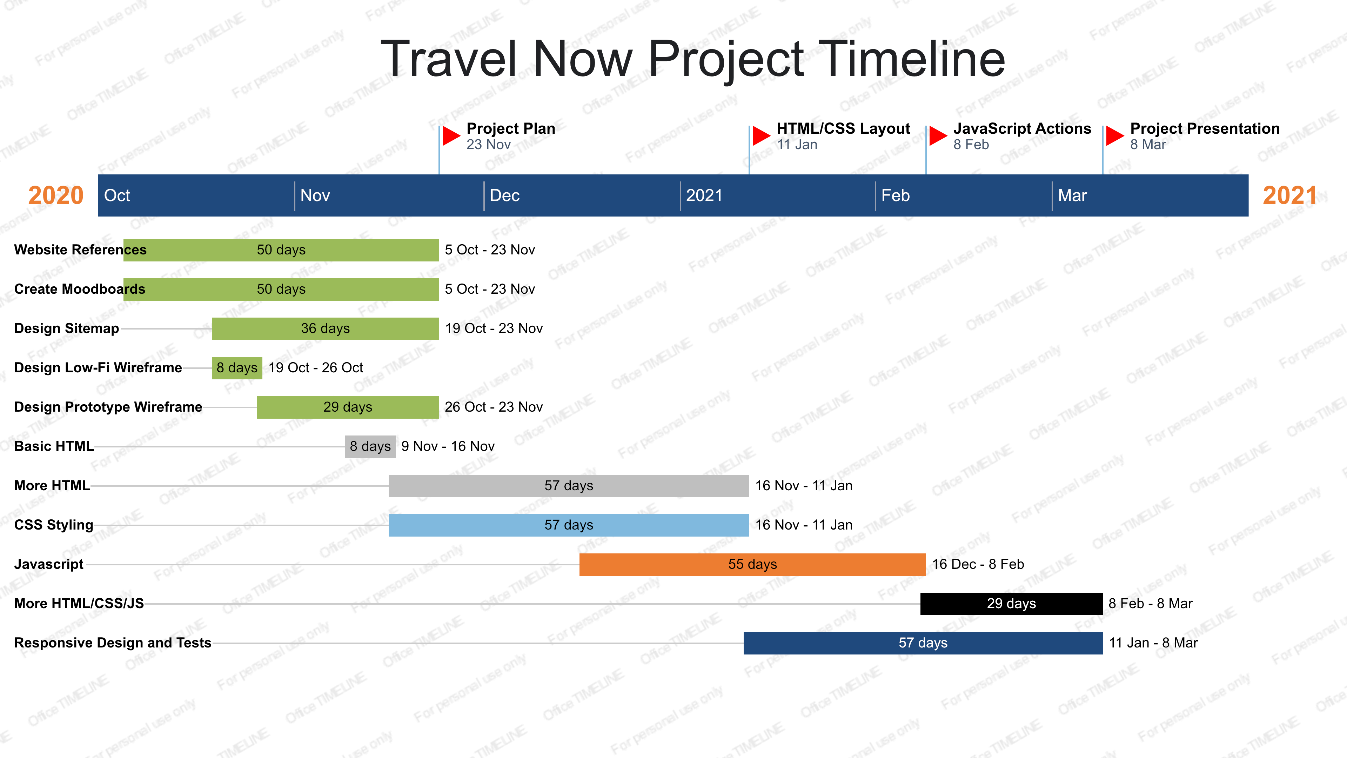 Travel Now Project Timeline
Project Plan
23 Nov
HTML/CSS Layout
11 Jan
JavaScript Actions
8 Feb
Project Presentation
8 Mar
2020 Oct Nov Dec 2021 Feb Mar 2021
Website References 50 days 5 Oct - 23 Nov
Create Moodboards 50 days 5 Oct - 23 Nov
Design Sitemap 36 days 19 Oct - 23 Nov
Design Low-Fi Wireframe 8 days 19 Oct - 26 Oct
Design Prototype Wireframe 29 days 26 Oct - 23 Nov
Basic HTML 8 days 9 Nov - 16 Nov
More HTML 57 days 16 Nov - 11 Jan
CSS Styling 57 days 16 Nov - 11 Jan
Javascript 55 days 16 Dec - 8 Feb
More HTML/CSS/JS 29 days 8 Feb - 8 Mar
Responsive Design and Tests 57 days 11 Jan - 8 Mar
Office TIMELINE
For personal use only